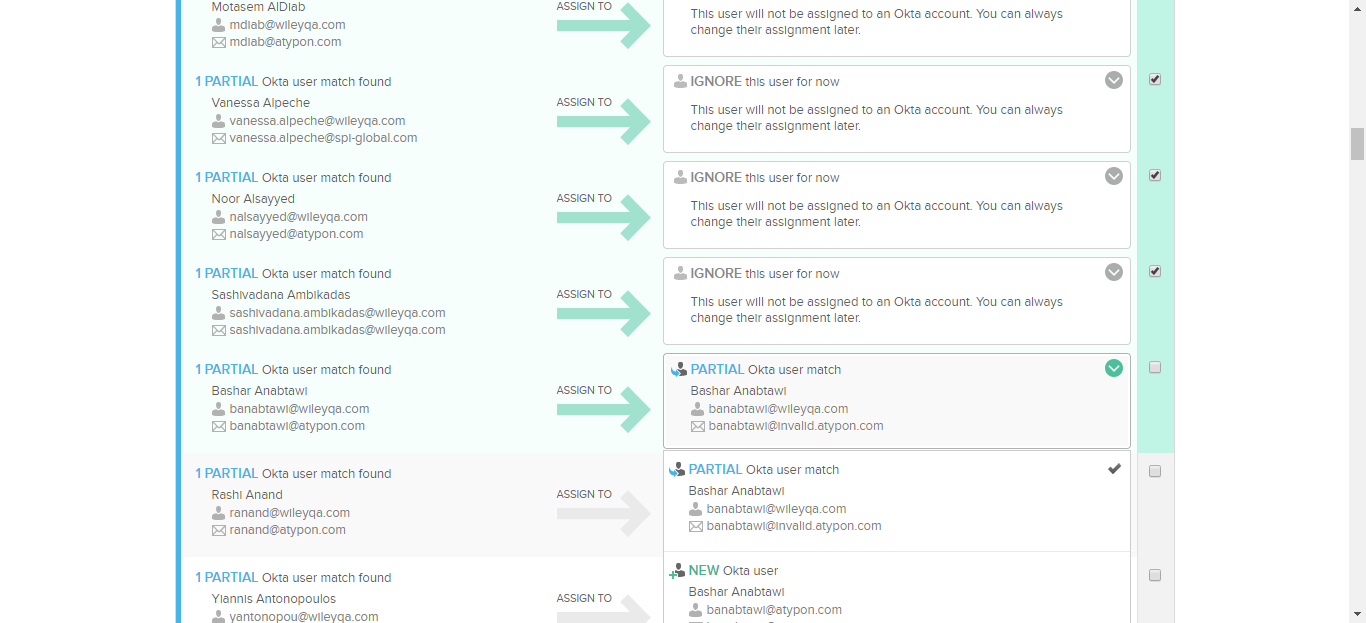 Motasem AlDiab
mdiab@wileyqa.com
mdiab@atypon.com
ASSIGN TO
This user will not be assigned to an Okta account. You can always
change their assignment later.
1 PARTIAL Okta user match found
Vanessa Alpeche
vanessa.alpeche@wileyqa.com
vanessa.alpeche@spi-global.com
ASSIGN TO
IGNORE this user for now
This user will not be assigned to an Okta account. You can always
change their assignment later.
1 PARTIAL Okta user match found
Noor Alsayyed
nalsayyed@wileyqa.com
nalsayyed@atypon.com
ASSIGN TO
IGNORE this user for now
This user will not be assigned to an Okta account. You can always
change their assignment later.
1 PARTIAL Okta user match found
Sashivadana Ambikadas
sashivadana.ambikadas@wileyqa.com
sashivadana.ambikadas@wileyqa.com
ASSIGN TO
IGNORE this user for now
This user will not be assigned to an Okta account. You can always
change their assignment later.
1 PARTIAL Okta user match found
Bashar Anabtawi
banabtawi@wileyqa.com
banabtawi@atypon.com
ASSIGN TO
PARTIAL Okta user match
Bashar Anabtawi
banabtawi@wileyqa.com
banabtawi@invalid.atypon.com
1 PARTIAL Okta user match found
Rashi Anand
ranand@wileyqa.com
ranand@atypon.com
ASSIGN TO
PARTIAL Okta user match
Bashar Anabtawi
banabtawi@wileyqa.com
banabtawi@invalid.atypon.com
1 PARTIAL Okta user match found
Yiannis Antonopoulos
yantonopou@wileyqa.com
ASSIGN TO
NEW Okta user
Bashar Anabtawi
banabtawi@atypon.com